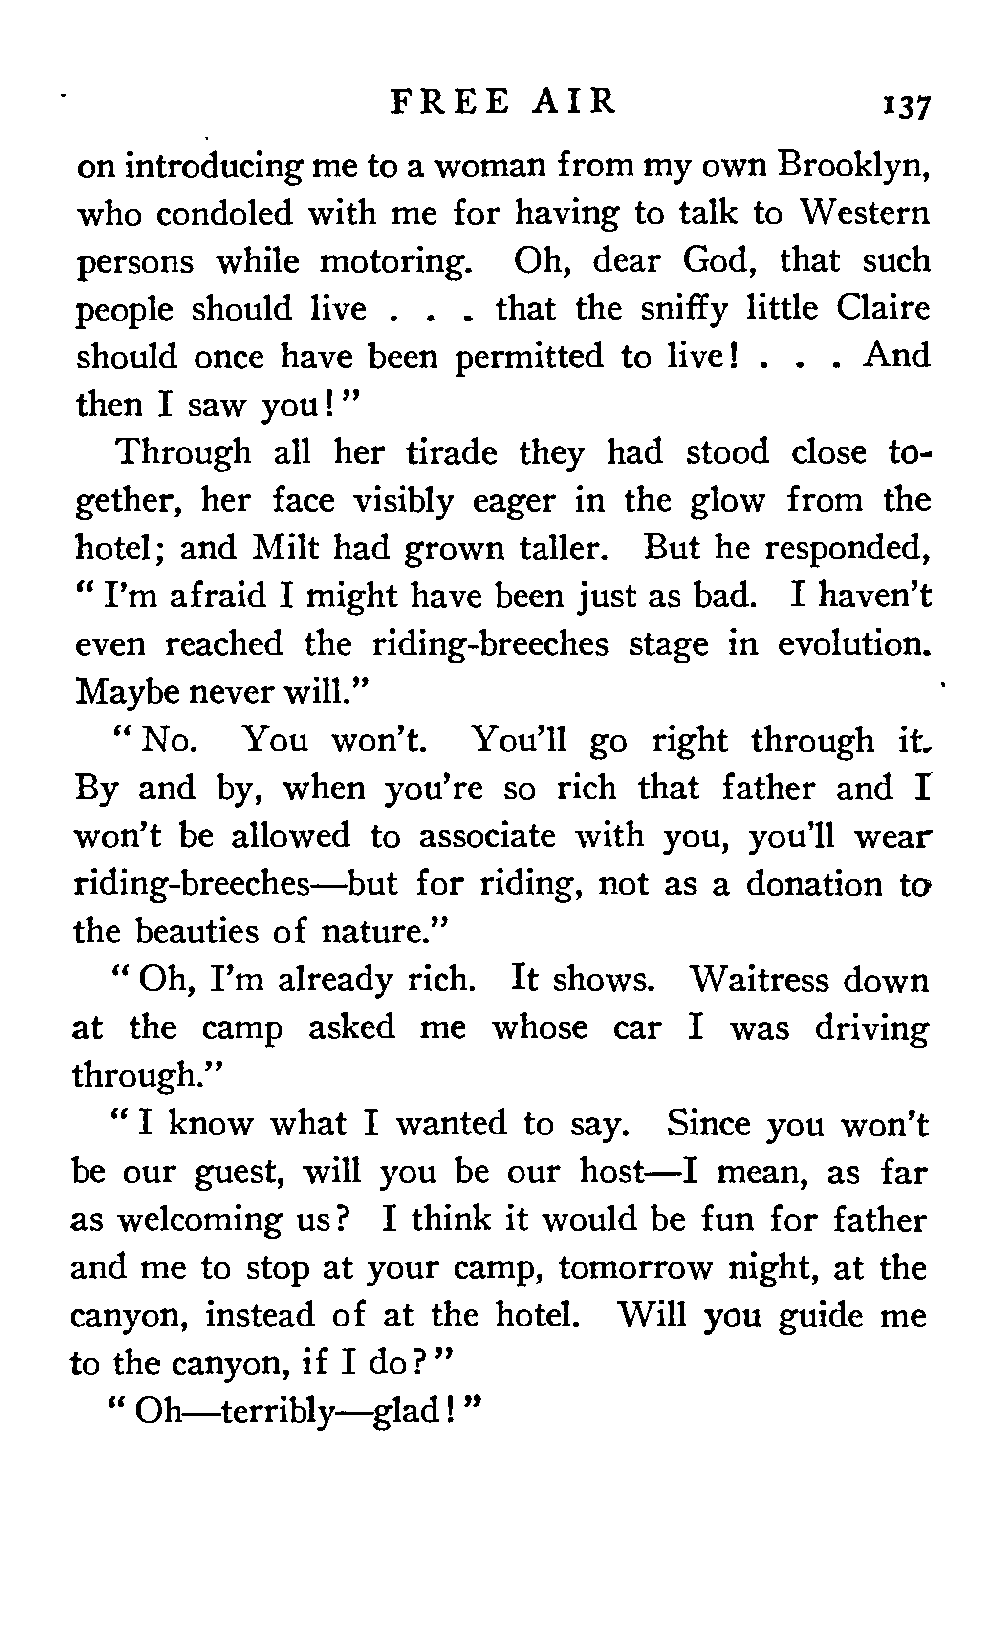 FREE AIR 137
on introducing me to a woman from my own Brooklyn,
who condoled with me for having to talk to Western
persons while motoring. Oh, dear God, that such
people should live . . . that the sniffy little Claire
should once have been permitted to live! . . . And
then I saw you!”
Through all her tirade they had stood close to-
gether, her face visibly eager in the glow from the
hotel; and Milt had grown taller. But he responded,
“ I’m afraid I might have been just as bad. I haven’t
even reached the riding-breeches stage in evolution.
Maybe never will.”
“ No. You won’t. You’ll go right through it.
By and by, when you’re so rich that father and I
won’t be allowed to associate with you, you’ll wear
riding-breeches—but for riding, not as a donation to
the beauties of nature.”
“ Oh, I’m already rich. It shows. Waitress down
at the camp asked me whose car I was driving
through.”
“ I know what I wanted to say. Since you won’t
be our guest, will you be our host—I mean, as far
as welcoming us? I think it would be fun for father
and me to stop at your camp, tomorrow night, at the
canyon, instead of at the hotel. Will you guide me
to the canyon, if I do?”
“ Oh—terribly—glad!”